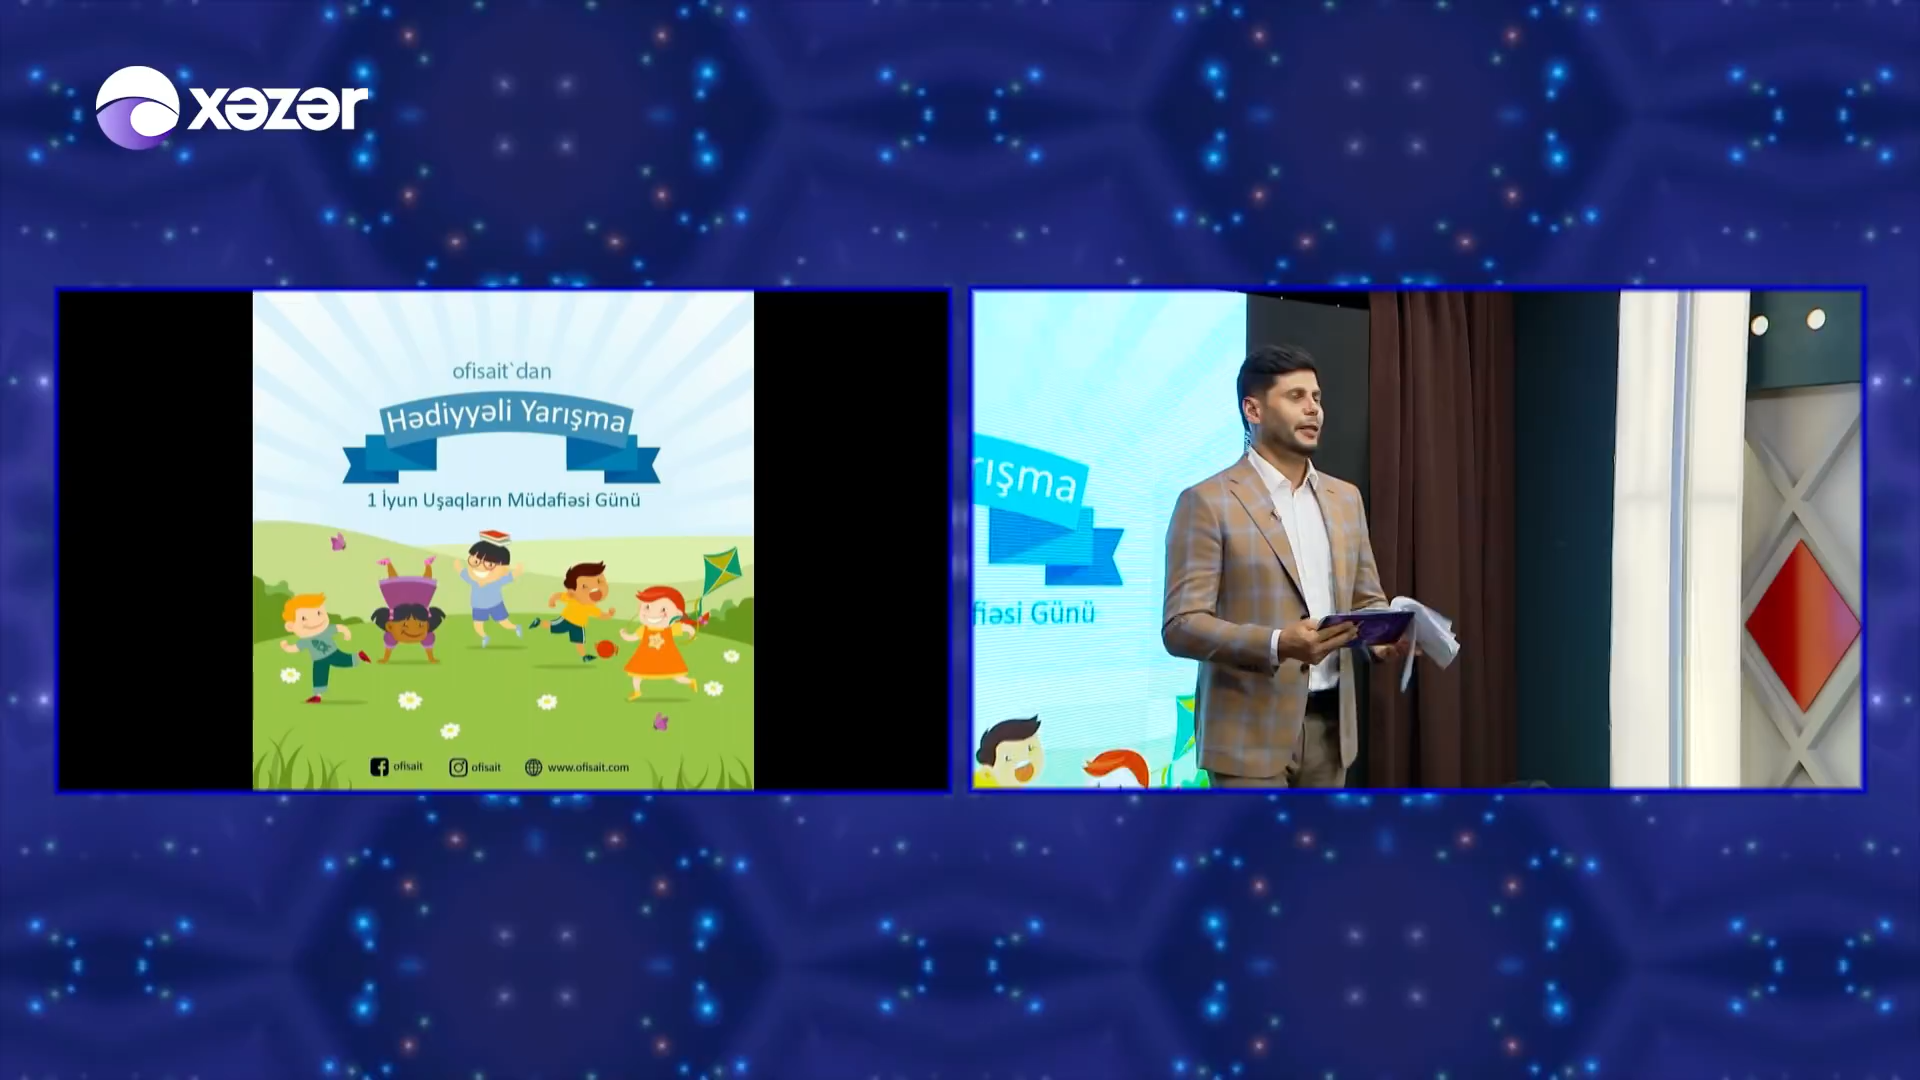 xəzər
ofisait`dan
Hədiyyəli Yarışma
1 İyun Uşaqların Müdafiəsi Günü
ofisait
ofisait
www.ofisait.com
rışma
fiəsi Günü